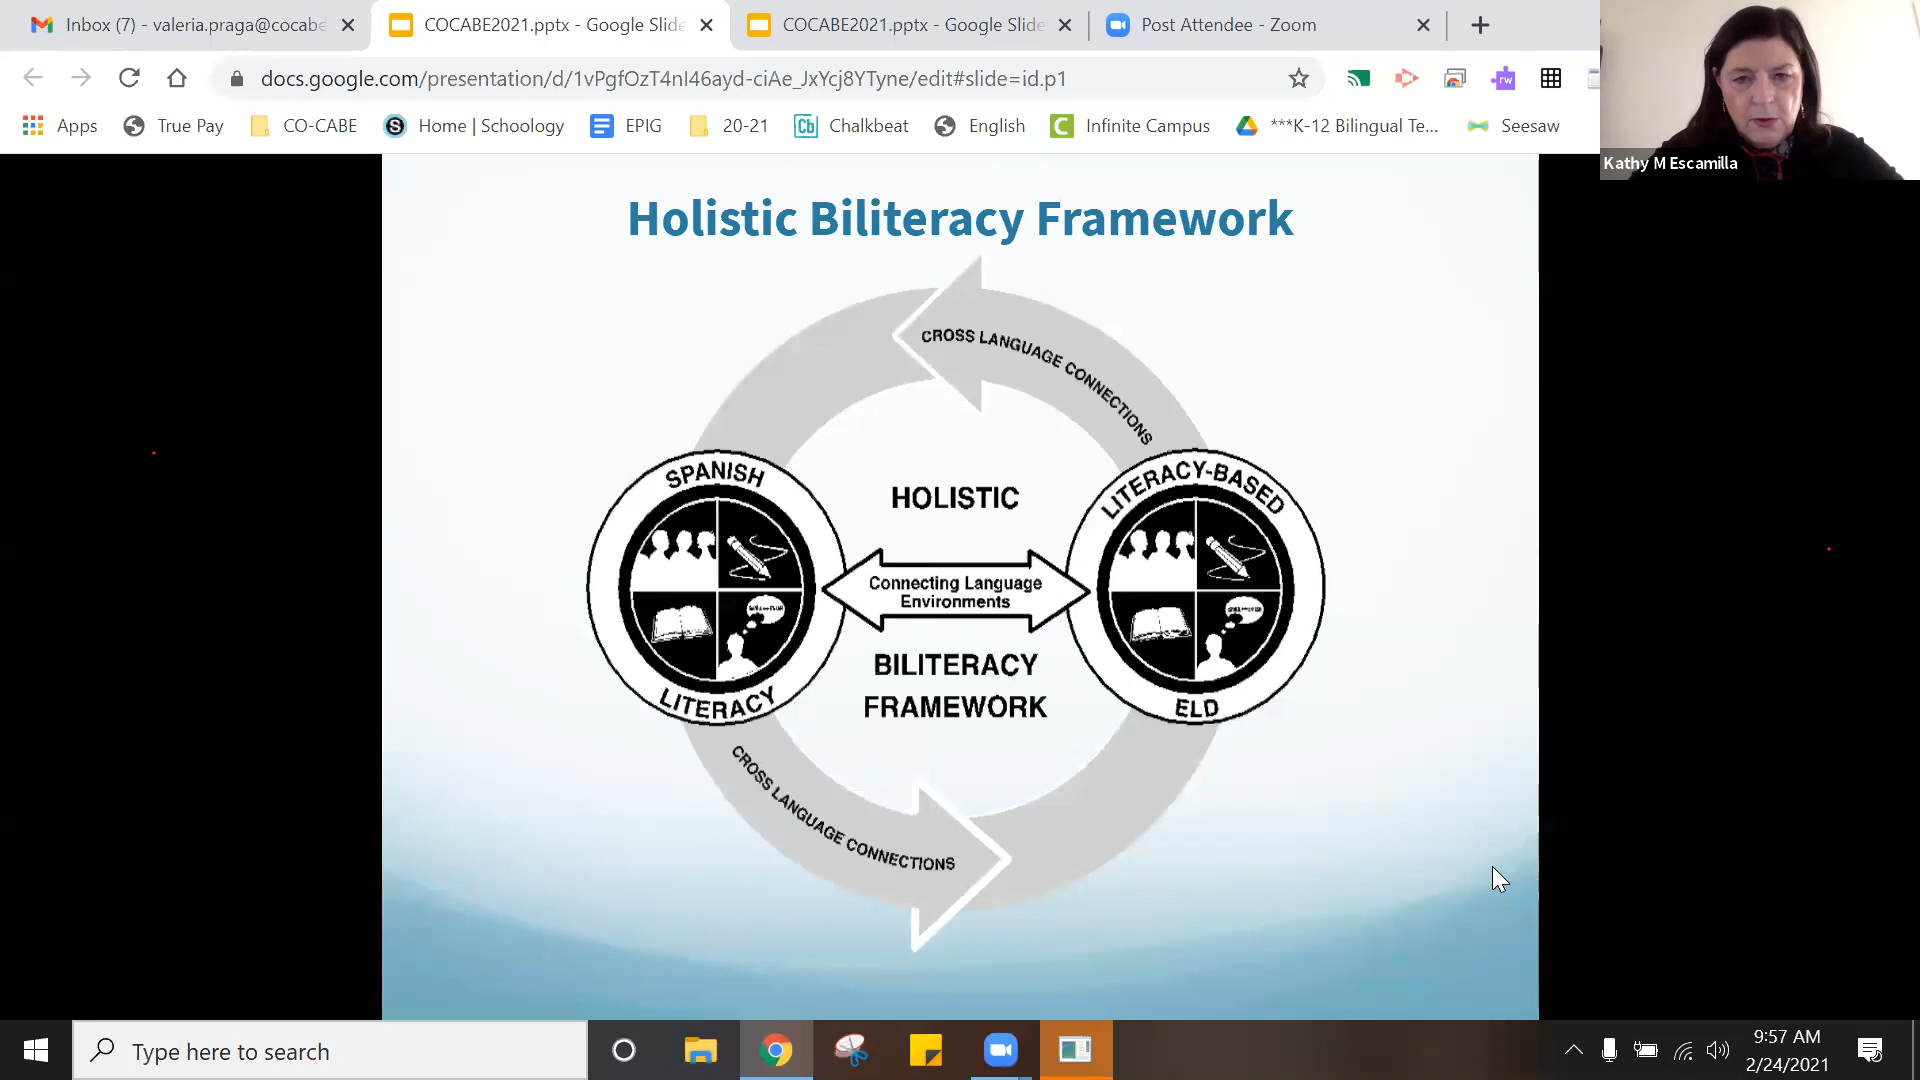 Inbox (7) - valeria.praga@cocabe
COCABE2021.pptx - Google Slide
COCABE2021.pptx - Google Slide
Post Attendee - Zoom
docs.google.com/presentation/d/1vPgfOzT4nI46ayd-ciAe_JxYcj8YTyne/edit#slide=id.p1
rw
Apps
True Pay
CO-CABE
S
Home | Schoology
EPIG
20-21
Cb
Chalkbeat
English
C
Infinite Campus
***K-12 Bilingual Te...
Seesaw
Kathy M Escamilla
Holistic Biliteracy Framework
CROSS LANGUAGE CONNECTIONS
SPANISH
LITERACY
HOLISTIC
Connecting Language
Environments
BILITERACY
FRAMEWORK
LITERACY-BASED
ELD
CROSS LANGUAGE CONNECTIONS
Type here to search
9:57 AM
2/24/2021